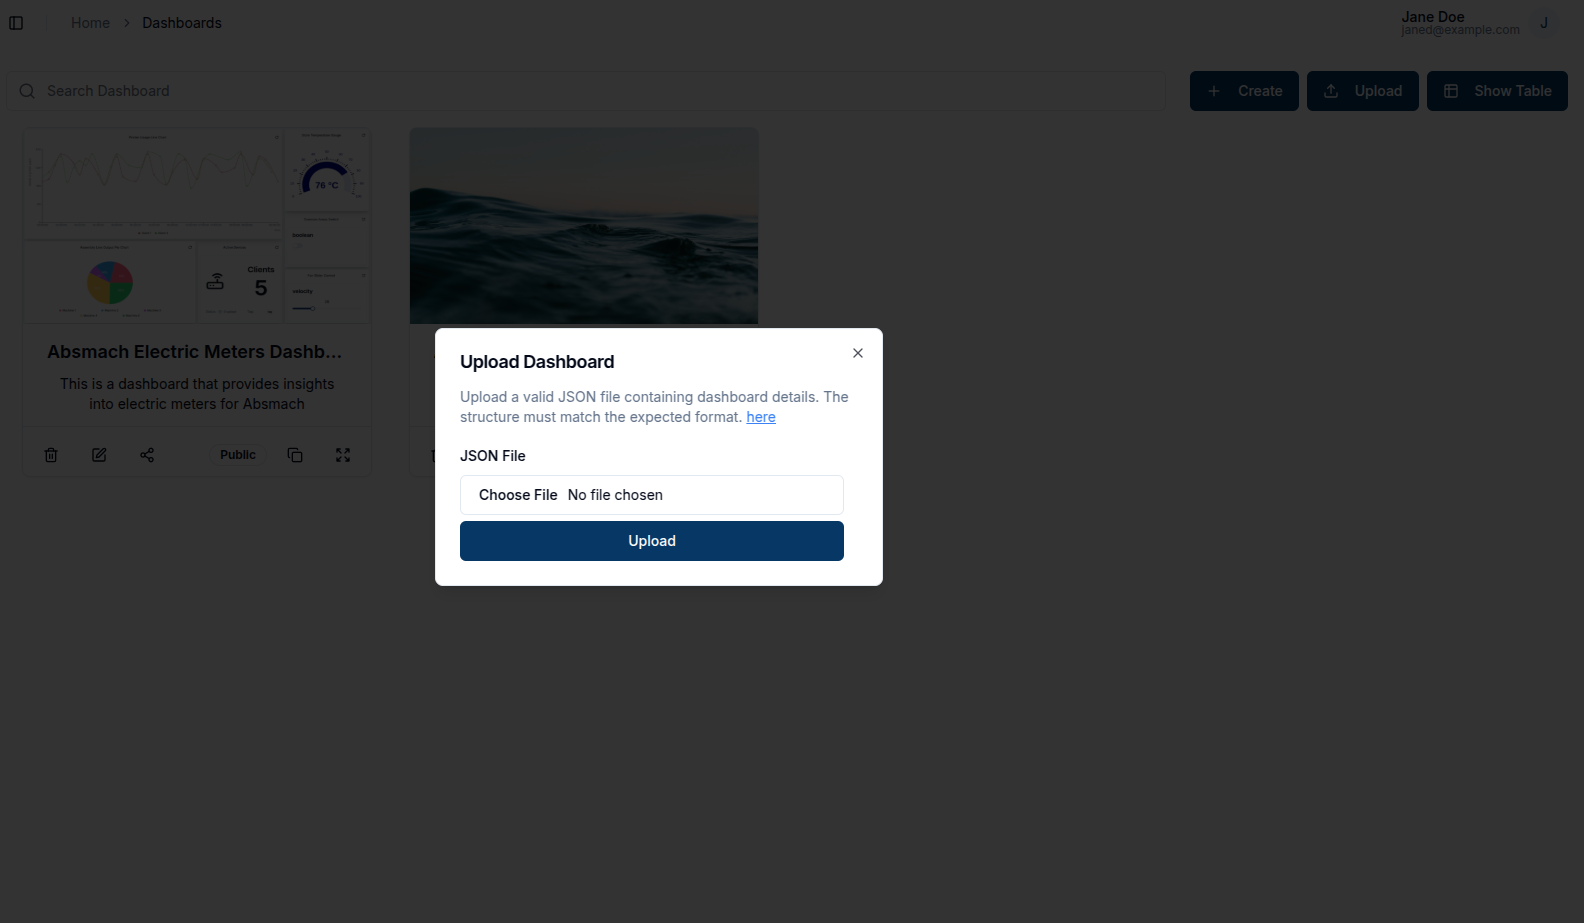 Home
Dashboards
Jane Doe
janed@example.com
J
Search Dashboard
Create
Upload
Show Table
76 °C
boolean
Clients
5
velocity
Absmach Electric Meters Dashb...
This is a dashboard that provides insights
into electric meters for Absmach
Public
Upload Dashboard
Upload a valid JSON file containing dashboard details. The
structure must match the expected format. here
JSON File
Choose File No file chosen
Upload